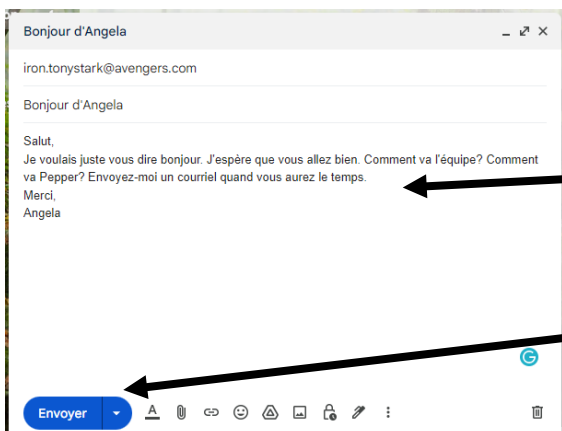 Bonjour d'Angela
iron.tonystark@avengers.com
Bonjour d'Angela
Salut,
Je voulais juste vous dire bonjour. J'espère que vous allez bien. Comment va l'équipe? Comment
va Pepper? Envoyez-moi un courriel quand vous aurez le temps.
Merci,
Angela
Envoyer